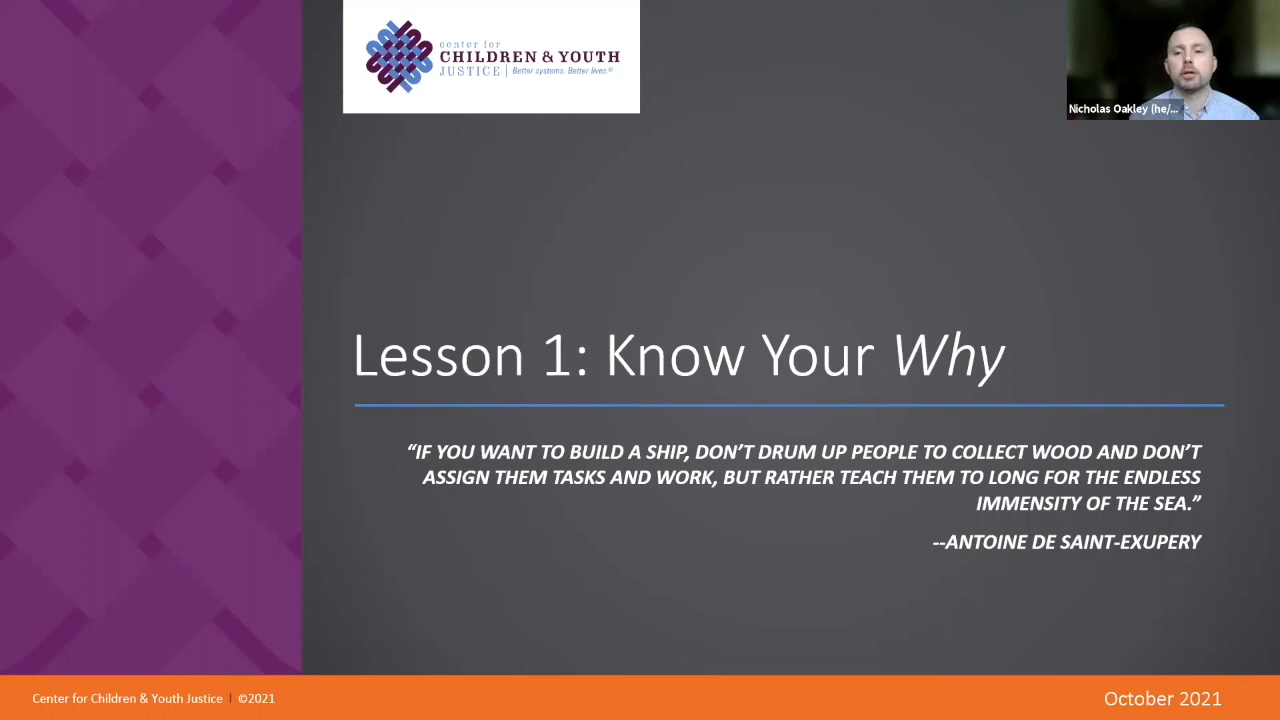 center for
CHILDREN & YOUTH
JUSTICE | Better systems. Better lives.®
Nicholas Oakley (he/...
Lesson 1: Know Your Why
“IF YOU WANT TO BUILD A SHIP, DON’T DRUM UP PEOPLE TO COLLECT WOOD AND DON’T
ASSIGN THEM TASKS AND WORK, BUT RATHER TEACH THEM TO LONG FOR THE ENDLESS
IMMENSITY OF THE SEA.”
--ANTOINE DE SAINT-EXUPERY
Center for Children & Youth Justice | ©2021
October 2021